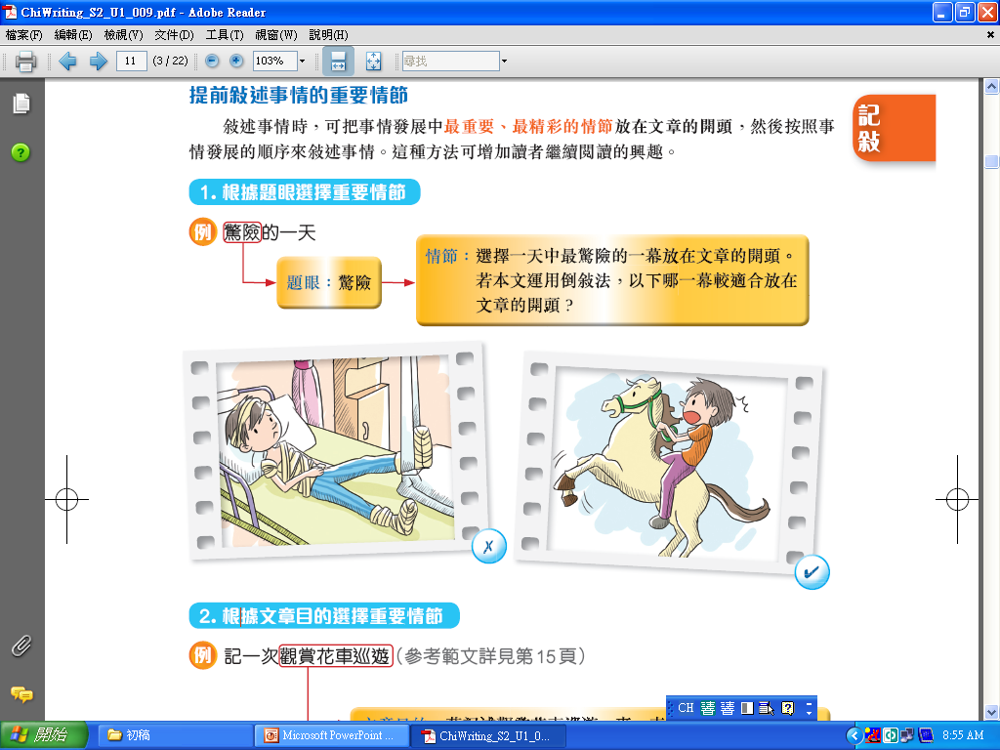 ChiWriting_S2_U1_009.pdf - Adobe Reader
檔案(F) 編輯(E) 檢視(V) 文件(D) 工具(T) 視窗(W) 說明(H)
11 (3 / 22) 103% 尋找
提前敍述事情的重要情節
敍述事情時，可把事情發展中最重要、最精彩的情節放在文章的開頭，然後按照事
情發展的順序來敍述事情。這種方法可增加讀者繼續閱讀的興趣。
記
敍
1. 根據題眼選擇重要情節
例 驚險的一天
題眼：驚險
情節：選擇一天中最驚險的一幕放在文章的開頭。
若本文運用倒敍法，以下哪一幕較適合放在
文章的開頭？
✗
✓
2. 根據文章目的選擇重要情節
例 記一次觀賞花車巡遊（參考範文詳見第 15 頁）
CH
開始 初稿 Microsoft PowerPoint ... ChiWriting_S2_U1_0... 8:55 AM